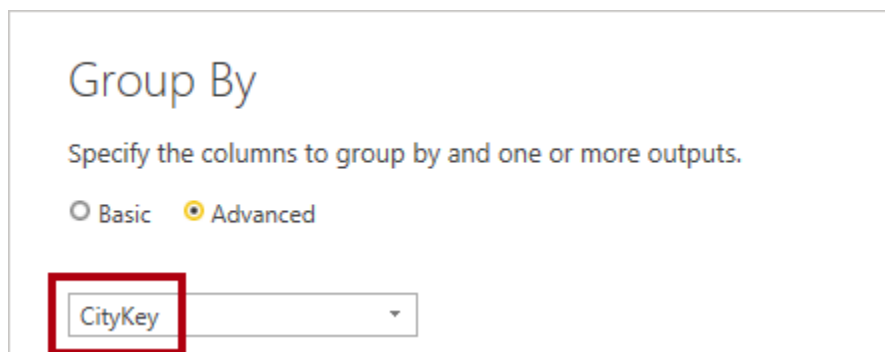 Group By
Specify the columns to group by and one or more outputs.
Basic Advanced
CityKey